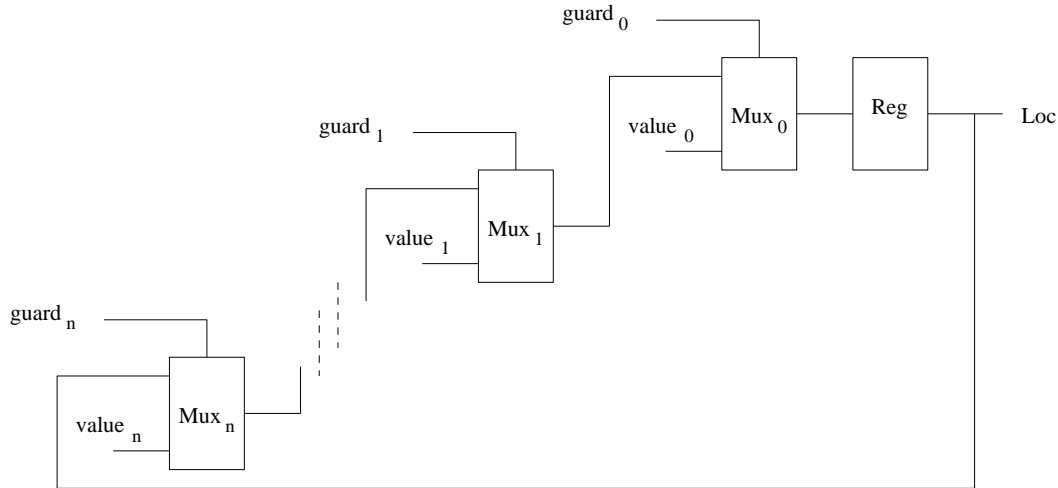 guard 0
Mux 0
Reg
Loc
value 0
guard 1
Mux 1
value 1
guard n
Mux n
value n